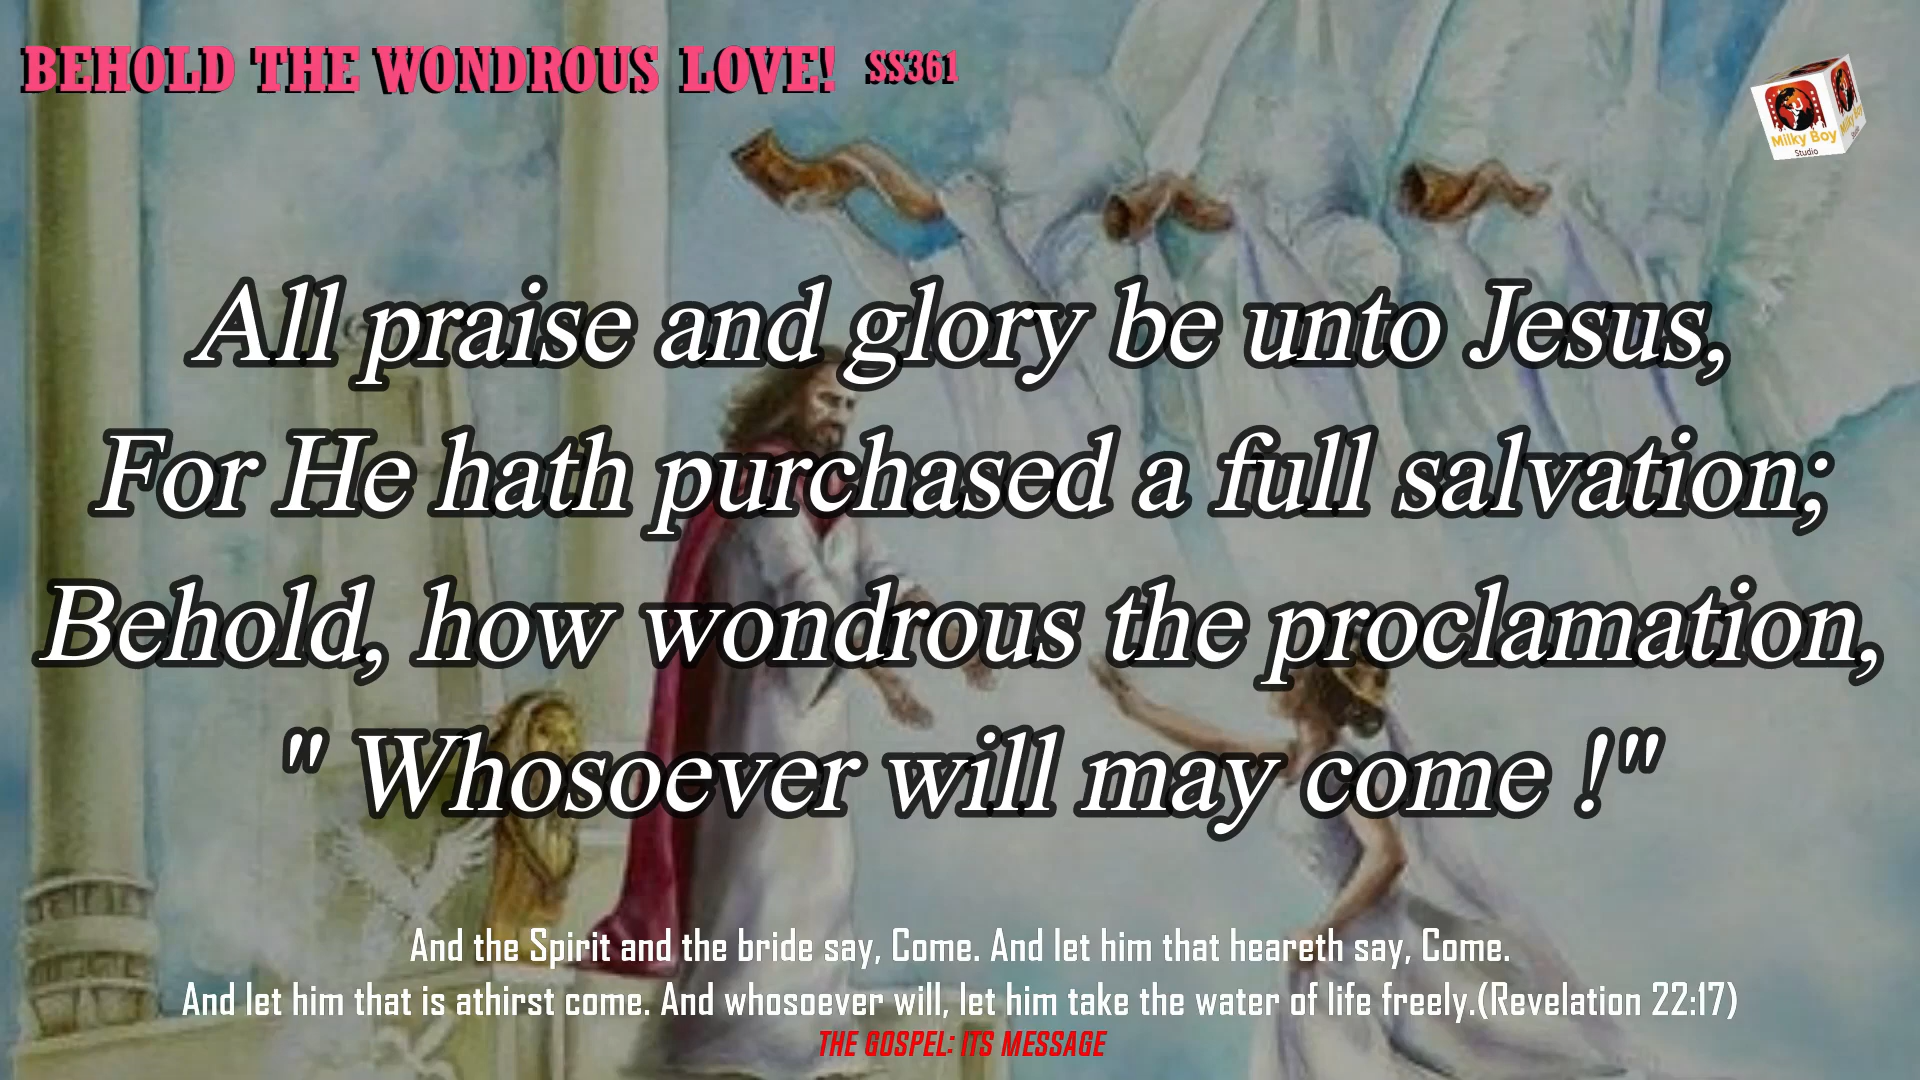 BEHOLD THE WONDROUS LOVE! SS361
Milky Boy
Studio
All praise and glory be unto Jesus,
For He hath purchased a full salvation;
Behold, how wondrous the proclamation,
" Whosoever will may come !"
And the Spirit and the bride say, Come. And let him that heareth say, Come.
And let him that is athirst come. And whosoever will, let him take the water of life freely.(Revelation 22:17)
THE GOSPEL: ITS MESSAGE